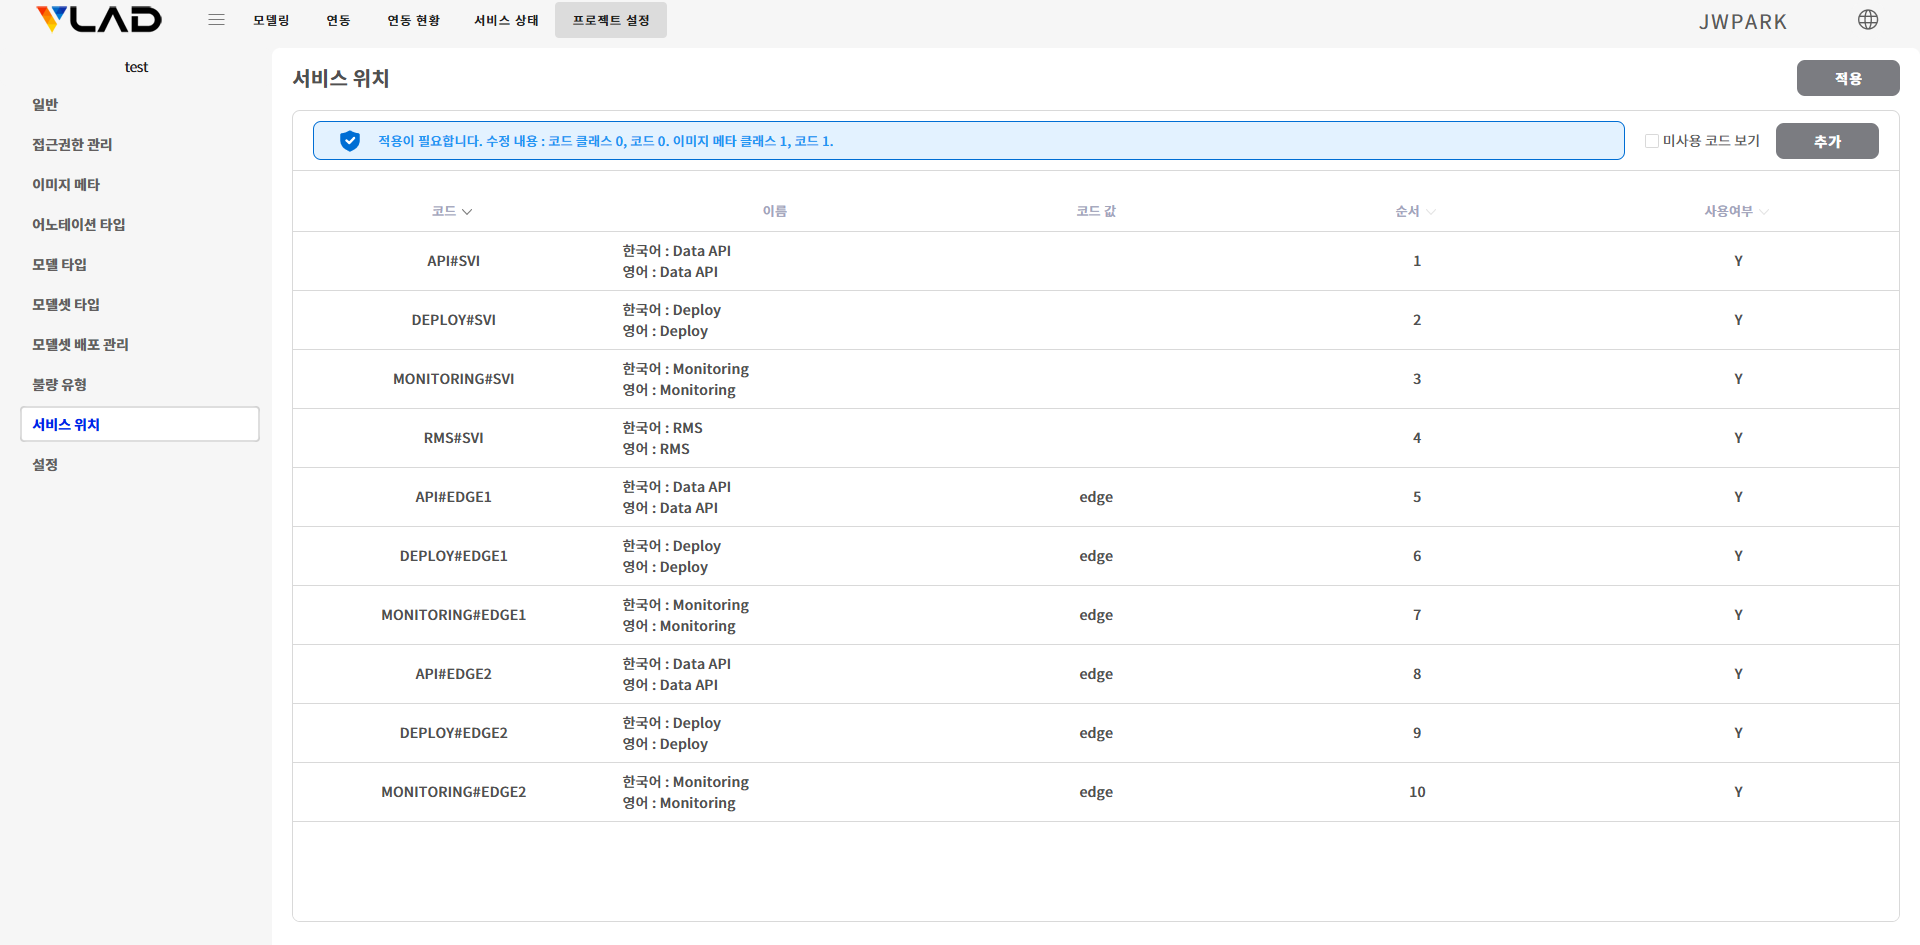 VLAD
모델링 연동 연동 현황 서비스 상태 프로젝트 설정
JWPARK
test
일반
접근권한 관리
이미지 메타
어노테이션 타입
모델 타입
모델셋 타입
모델셋 배포 관리
불량 유형
서비스 위치
설정
서비스 위치
적용
적용이 필요합니다. 수정 내용 : 코드 클래스 0, 코드 0. 이미지 메타 클래스 1, 코드 1.
미사용 코드 보기
추가
코드 이름 코드 값 순서 사용여부
API#SVI
한국어 : Data API
영어 : Data API
1
Y
DEPLOY#SVI
한국어 : Deploy
영어 : Deploy
2
Y
MONITORING#SVI
한국어 : Monitoring
영어 : Monitoring
3
Y
RMS#SVI
한국어 : RMS
영어 : RMS
4
Y
API#EDGE1
한국어 : Data API
영어 : Data API
edge
5
Y
DEPLOY#EDGE1
한국어 : Deploy
영어 : Deploy
edge
6
Y
MONITORING#EDGE1
한국어 : Monitoring
영어 : Monitoring
edge
7
Y
API#EDGE2
한국어 : Data API
영어 : Data API
edge
8
Y
DEPLOY#EDGE2
한국어 : Deploy
영어 : Deploy
edge
9
Y
MONITORING#EDGE2
한국어 : Monitoring
영어 : Monitoring
edge
10
Y